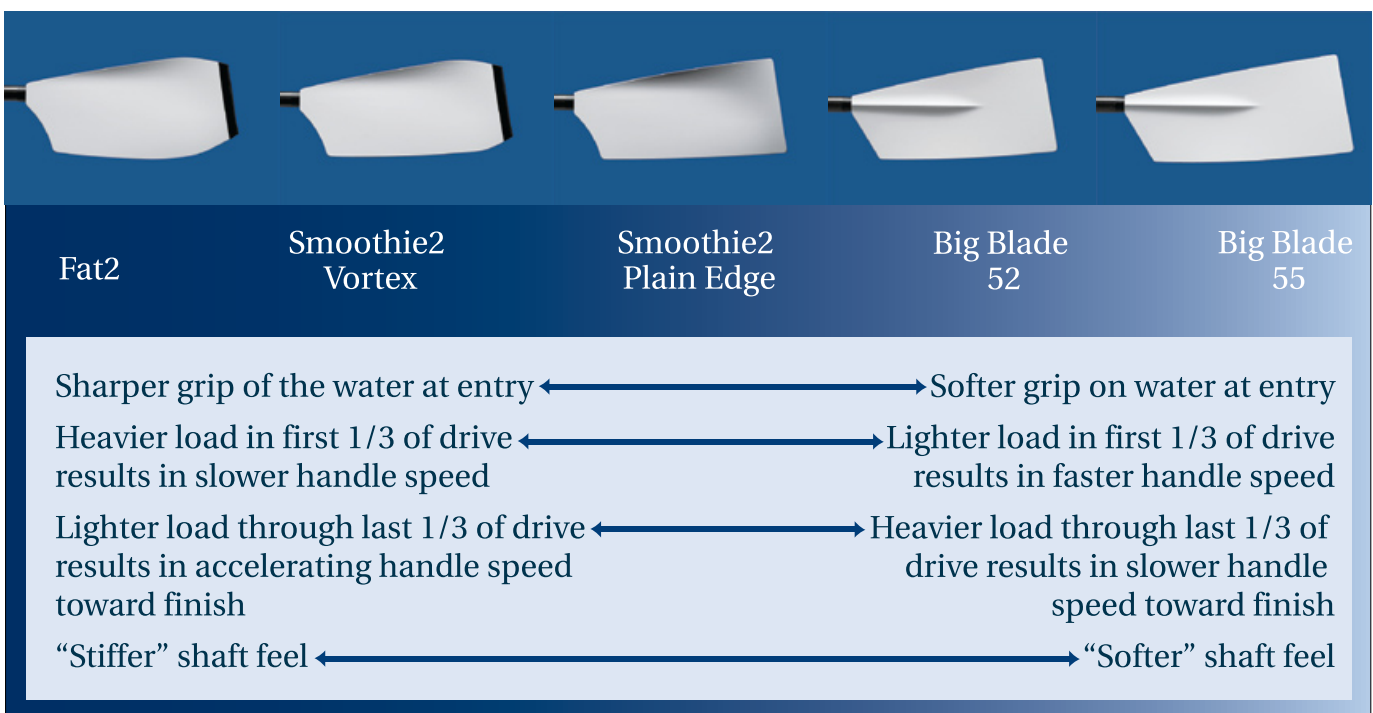 Fat2
Smoothie2
Vortex
Smoothie2
Plain Edge
Big Blade
52
Big Blade
55
Sharper grip of the water at entry
Softer grip on water at entry
Heavier load in first 1/3 of drive
results in slower handle speed
Lighter load in first 1/3 of drive
results in faster handle speed
Lighter load through last 1/3 of drive
results in accelerating handle speed
toward finish
Heavier load through last 1/3 of
drive results in slower handle
speed toward finish
“Stiffer” shaft feel
“Softer” shaft feel